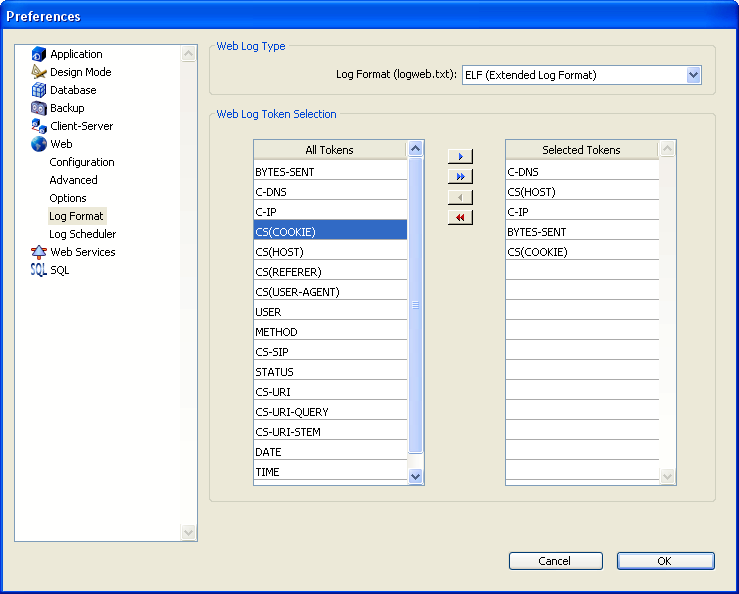 Preferences
Application
Design Mode
Database
Backup
Client-Server
Web
Configuration
Advanced
Options
Log Format
Log Scheduler
Web Services
SQL SQL
Web Log Type
Log Format (logweb.txt): ELF (Extended Log Format)
Web Log Token Selection
All Tokens
BYTES-SENT
C-DNS
C-IP
CS(COOKIE)
CS(HOST)
CS(REFERER)
CS(USER-AGENT)
USER
METHOD
CS-SIP
STATUS
CS-URI
CS-URI-QUERY
CS-URI-STEM
DATE
TIME
Selected Tokens
C-DNS
CS(HOST)
C-IP
BYTES-SENT
CS(COOKIE)
Cancel
OK